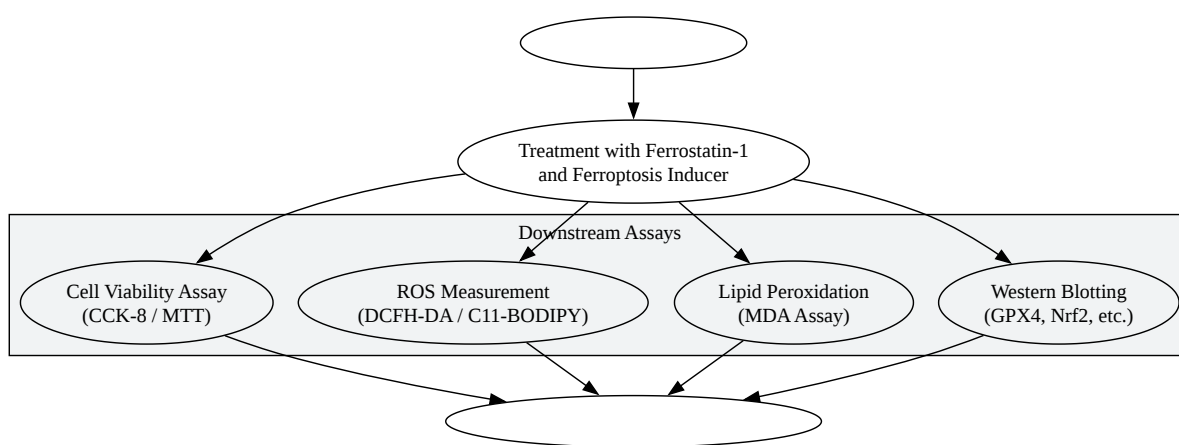 Treatment with Ferrostatin-1
and Ferroptosis Inducer
Downstream Assays
Cell Viability Assay
(CCK-8 / MTT)
ROS Measurement
(DCFH-DA / C11-BODIPY)
Lipid Peroxidation
(MDA Assay)
Western Blotting
(GPX4, Nrf2, etc.)